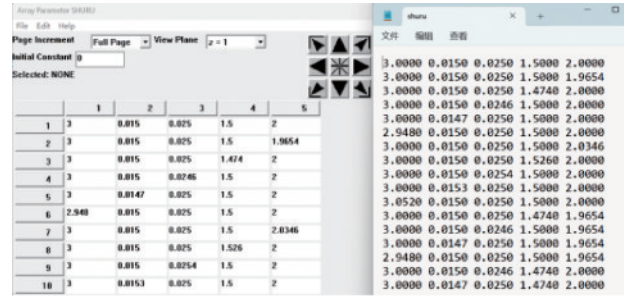 Array Parameter SHURU
File Edit Help
Page Increment Full Page View Plane z = 1
Initial Constant 0
Selected: NONE
1 2 3 4 5
1 3 0.015 0.025 1.5 2
2 3 0.015 0.025 1.5 1.9654
3 3 0.015 0.025 1.474 2
4 3 0.015 0.0246 1.5 2
5 3 0.0147 0.025 1.5 2
6 2.948 0.015 0.025 1.5 2
7 3 0.015 0.025 1.5 2.0346
8 3 0.015 0.025 1.526 2
9 3 0.015 0.0254 1.5 2
10 3 0.0153 0.025 1.5 2
shuru
文件 编辑 查看
3.0000 0.0150 0.0250 1.5000 2.0000
3.0000 0.0150 0.0250 1.5000 1.9654
3.0000 0.0150 0.0250 1.4740 2.0000
3.0000 0.0150 0.0246 1.5000 2.0000
3.0000 0.0147 0.0250 1.5000 2.0000
2.9480 0.0150 0.0250 1.5000 2.0000
3.0000 0.0150 0.0250 1.5000 2.0346
3.0000 0.0150 0.0250 1.5260 2.0000
3.0000 0.0150 0.0254 1.5000 2.0000
3.0000 0.0153 0.0250 1.5000 2.0000
3.0520 0.0150 0.0250 1.5000 2.0000
3.0000 0.0150 0.0250 1.4740 1.9654
3.0000 0.0150 0.0246 1.5000 1.9654
3.0000 0.0147 0.0250 1.5000 1.9654
2.9480 0.0150 0.0250 1.5000 1.9654
3.0000 0.0150 0.0246 1.4740 2.0000
3.0000 0.0147 0.0250 1.4740 2.0000